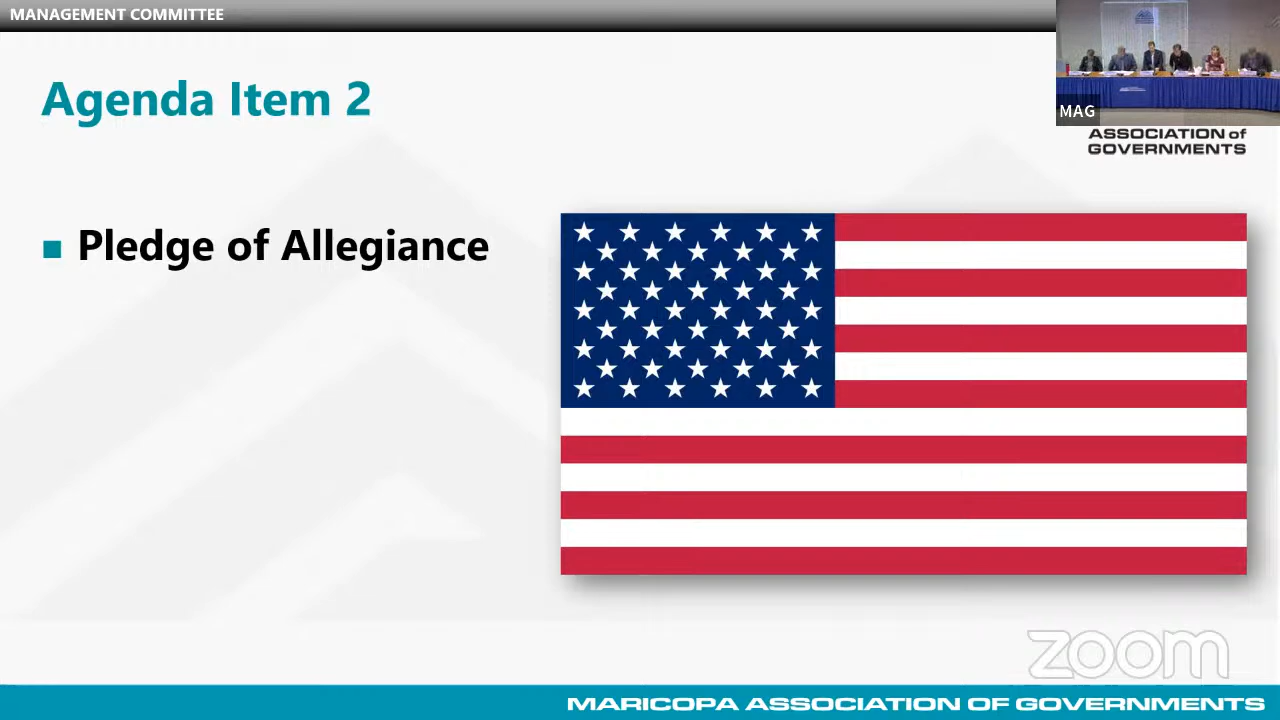 MANAGEMENT COMMITTEE
Agenda Item 2
MAG
ASSOCIATION of
GOVERNMENTS
Pledge of Allegiance
zoom
MARICOPA ASSOCIATION OF GOVERNMENTS